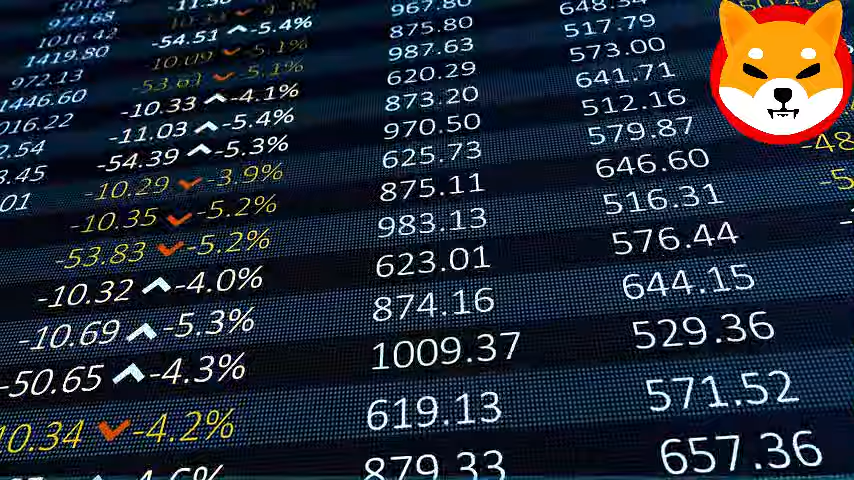 972.68
1016.42
1419.80 -54.51 -5.4% 967.80
972.13 -10.09 -5.1% 875.80 648.34
1446.60 -53.61 -5.1% 987.63 517.79
016.22 -10.33 -4.1% 620.29 573.00
2.54 -11.03 -5.4% 873.20 641.71
3.45 -54.39 -5.3% 970.50 512.16
.01 -10.29 -3.9% 625.73 579.87 -48
-10.35 -5.2% 875.11 646.60 -5
-53.83 -5.2% 983.13 516.31
-10.32 -4.0% 623.01 576.44
-10.69 -5.3% 874.16 644.15
-50.65 -4.3% 1009.37 529.36
10.34 -4.2% 619.13 571.52
-4.6% 879.33 657.36